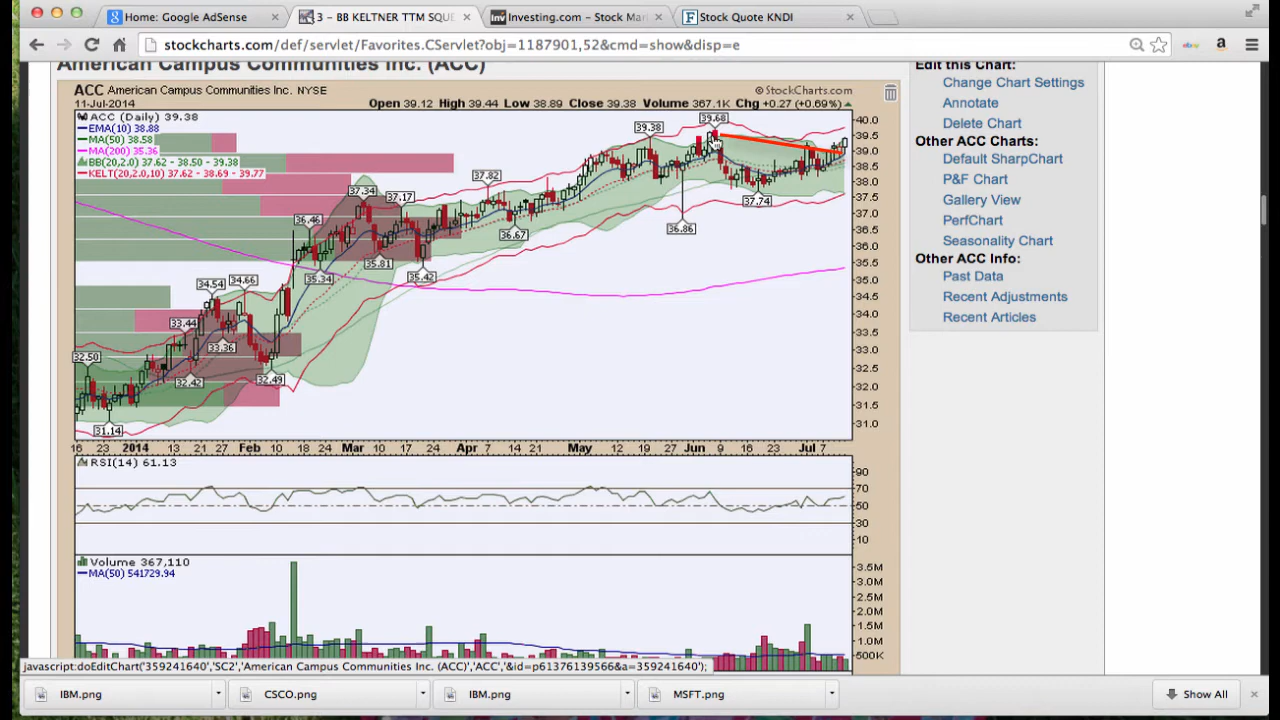 Home: Google AdSense
3 - BB KELTNER TTM SQUE
Investing.com - Stock Mar
Stock Quote KNDI
stockcharts.com/def/servlet/Favorites.CServlet?obj=1187901,52&cmd=show&disp=e
American Campus Communities Inc. (ACC)
ACC American Campus Communities Inc. NYSE
© StockCharts.com
11-Jul-2014
Open 39.12 High 39.44 Low 38.89 Close 39.38 Volume 367.1K Chg +0.27 (+0.69%)
ACC (Daily) 39.38
EMA(10) 38.88
MA(50) 38.58
MA(200) 35.36
BB(20,2.0) 37.62 - 38.50 - 39.38
KELT(20,2.0,10) 37.62 - 38.69 - 39.77
39.68
39.38
37.82
37.74
37.34
37.17
36.86
36.67
36.46
35.81
35.42
35.34
34.66
34.54
33.44
33.36
32.50
32.49
32.42
31.14
40.0
39.5
39.0
38.5
38.0
37.5
37.0
36.5
36.0
35.5
35.0
34.5
34.0
33.5
33.0
32.5
32.0
31.5
31.0
16 23 2014 13 21 27 Feb 10 18 24 Mar 10 17 24 Apr 7 14 21 May 12 19 Jun 9 16 23 Jul 7
RSI(14) 61.13
90
70
50
30
10
Volume 367,110
MA(50) 541729.94
3.5M
3.0M
2.5M
2.0M
1.5M
1.0M
500K
Edit this Chart:
Change Chart Settings
Annotate
Delete Chart
Other ACC Charts:
Default SharpChart
P&F Chart
Gallery View
PerfChart
Seasonality Chart
Other ACC Info:
Past Data
Recent Adjustments
Recent Articles
javascript:doEditChart('359241640','SC2','American Campus Communities Inc. (ACC)','ACC','&id=p61376139566&a=359241640');
IBM.png
CSCO.png
IBM.png
MSFT.png
Show All